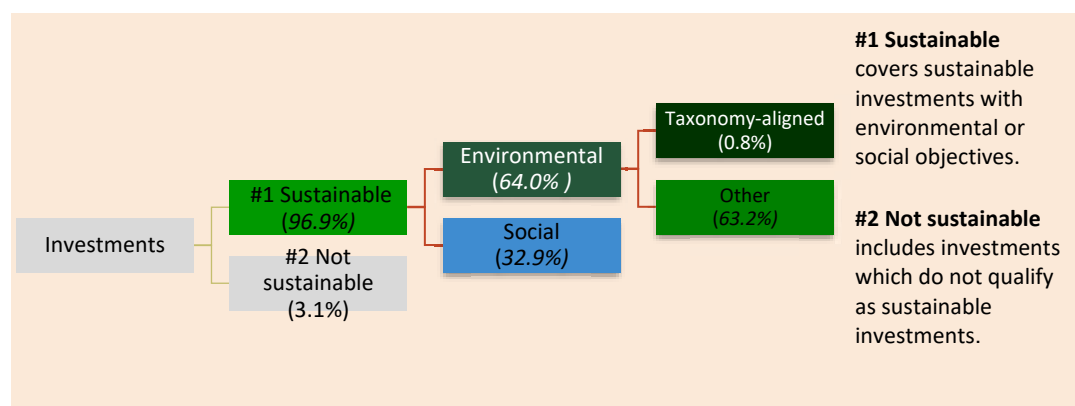 Investments
#1 Sustainable
(96.9%)
#2 Not
sustainable
(3.1%)
Environmental
(64.0% )
Social
(32.9%)
Taxonomy-aligned
(0.8%)
Other
(63.2%)
#1 Sustainable
covers sustainable
investments with
environmental or
social objectives.
#2 Not sustainable
includes investments
which do not qualify
as sustainable
investments.